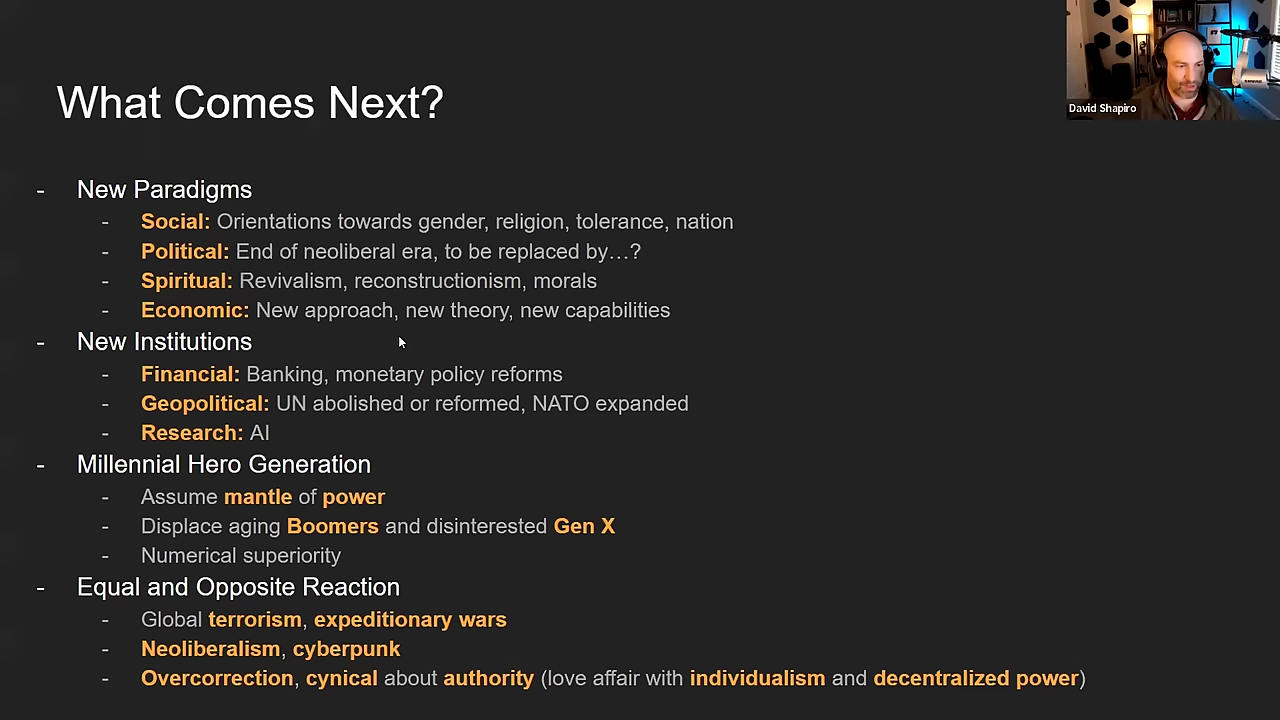 What Comes Next?
David Shapiro
- New Paradigms
- Social: Orientations towards gender, religion, tolerance, nation
- Political: End of neoliberal era, to be replaced by…?
- Spiritual: Revivalism, reconstructionism, morals
- Economic: New approach, new theory, new capabilities
- New Institutions
- Financial: Banking, monetary policy reforms
- Geopolitical: UN abolished or reformed, NATO expanded
- Research: AI
- Millennial Hero Generation
- Assume mantle of power
- Displace aging Boomers and disinterested Gen X
- Numerical superiority
- Equal and Opposite Reaction
- Global terrorism, expeditionary wars
- Neoliberalism, cyberpunk
- Overcorrection, cynical about authority (love affair with individualism and decentralized power)